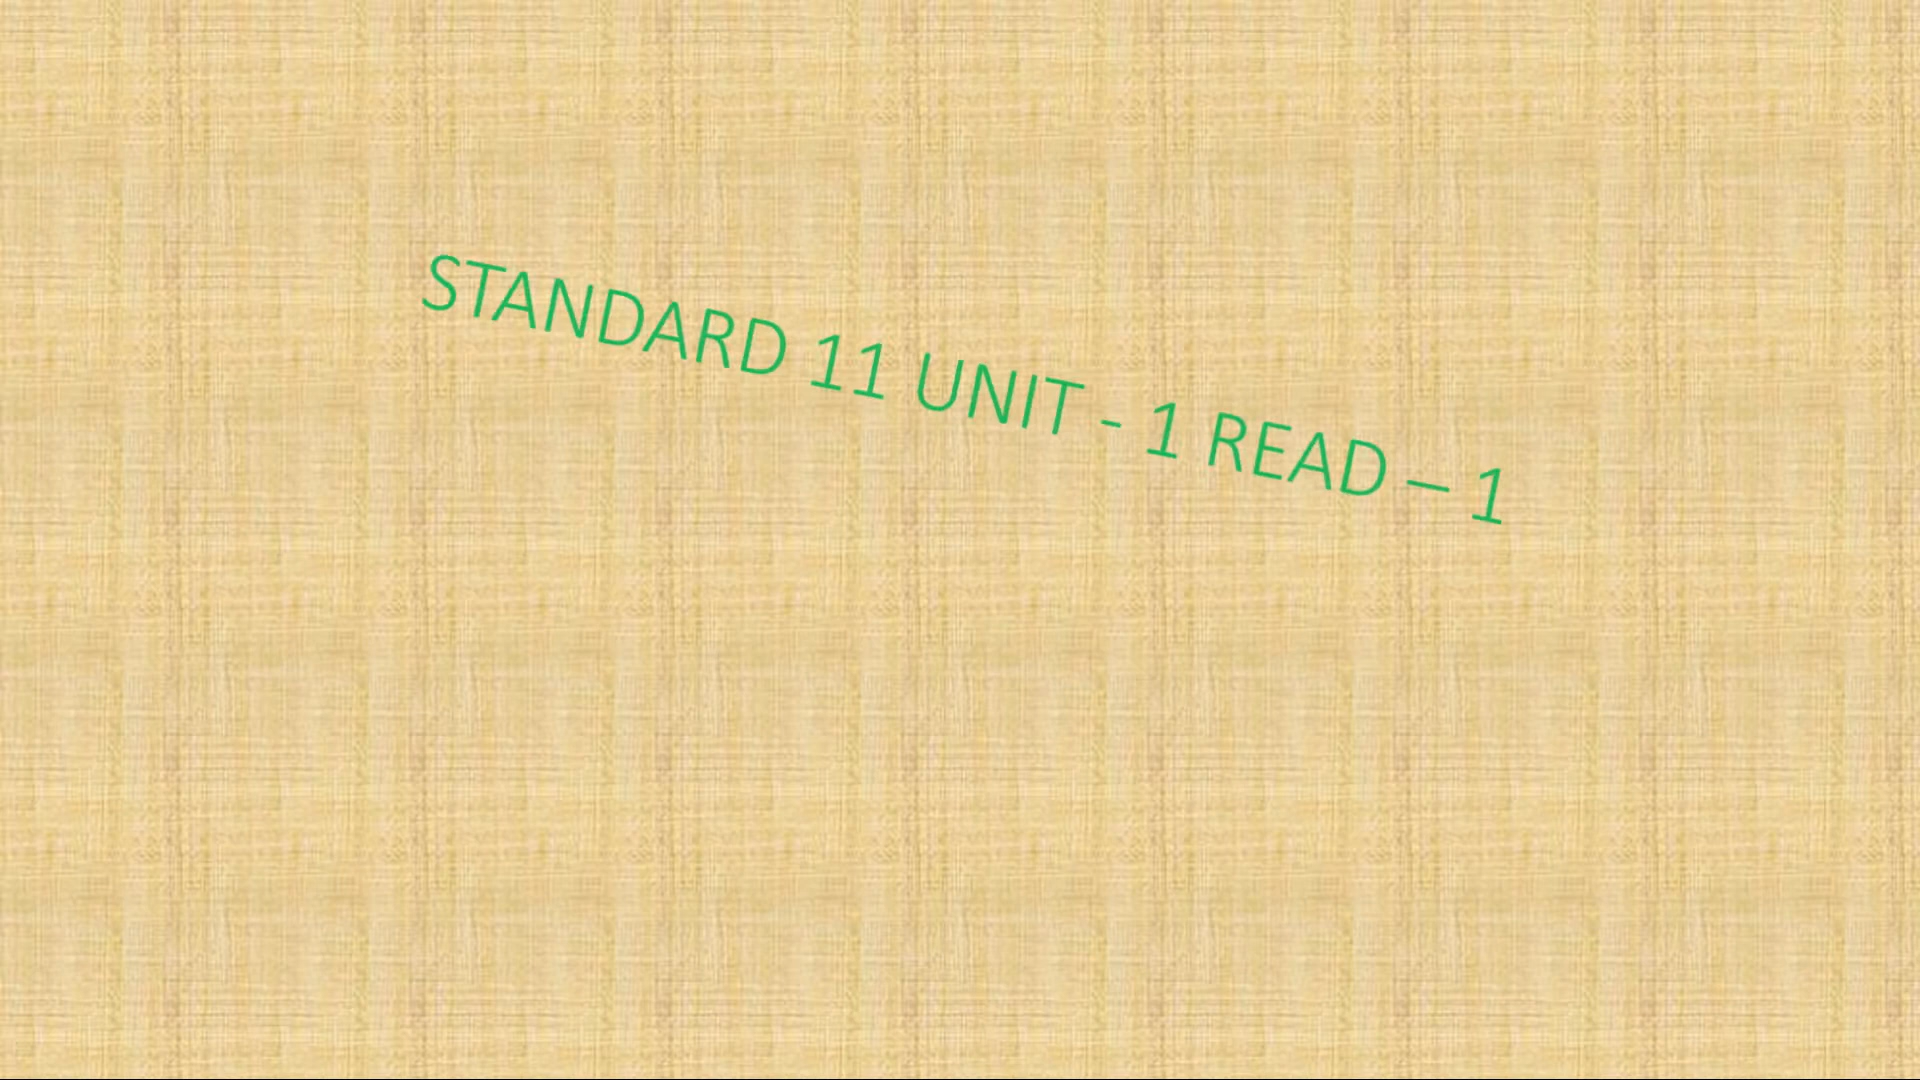 STANDARD 11 UNIT - 1 READ – 1